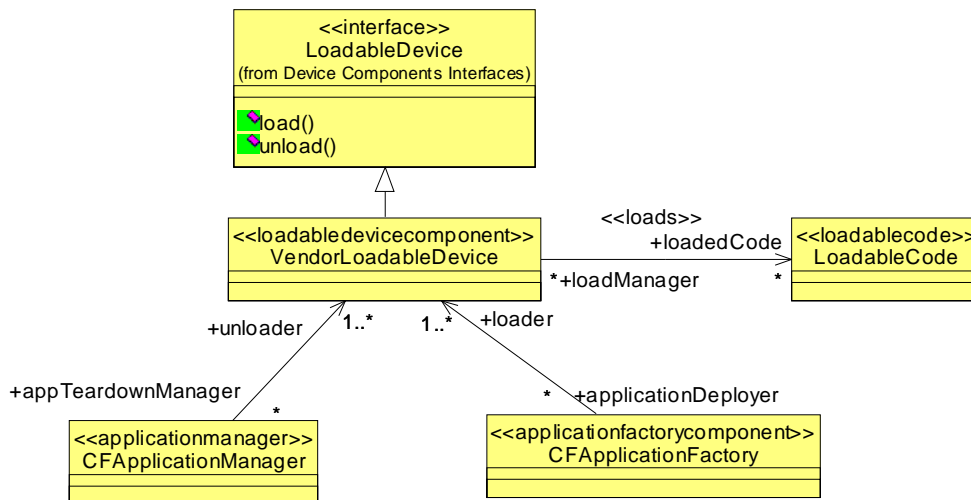 <<interface>>
LoadableDevice
(from Device Components Interfaces)
load()
unload()
<<loadabledevicecomponent>>
VendorLoadableDevice
<<loads>>
+loadedCode
*
+loadManager
*
<<loadablecode>>
LoadableCode
+unloader
1..*
1..*
+loader
+appTeardownManager
*
*
+applicationDeployer
<<applicationmanager>>
CFApplicationManager
<<applicationfactorycomponent>>
CFApplicationFactory